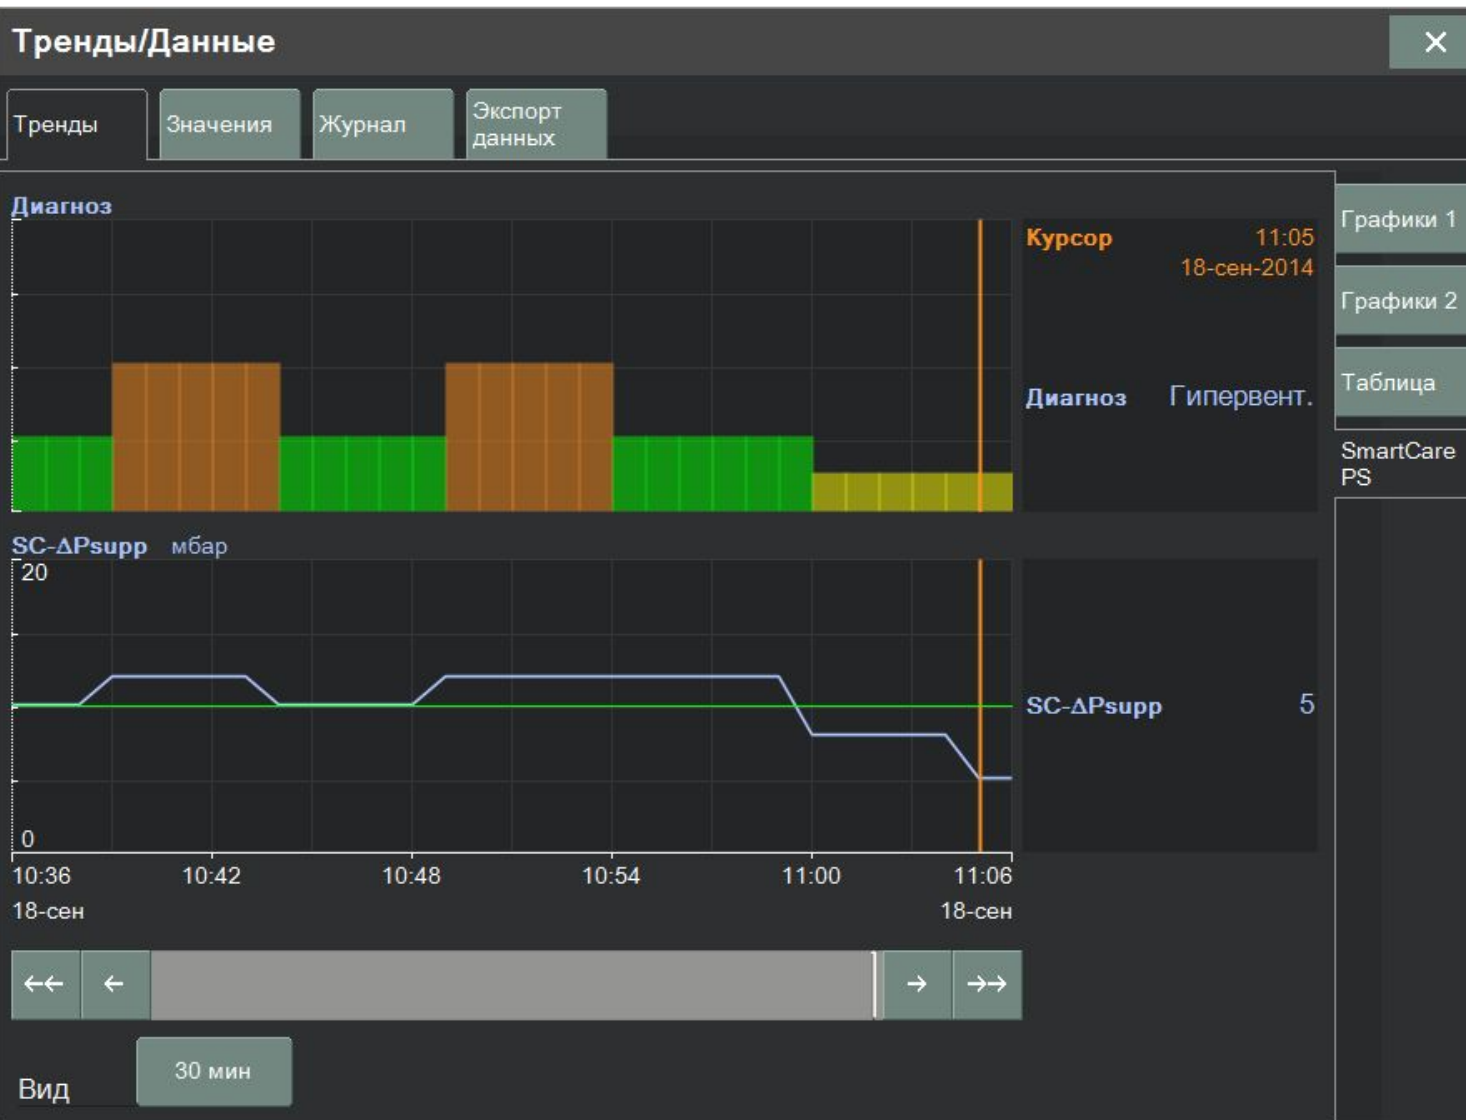 Тренды/Данные
Тренды
Значения
Журнал
Экспорт
данных
Диагноз
Курсор 11:05
18-сен-2014
Диагноз Гипервент.
Графики 1
Графики 2
Таблица
SmartCare
PS
SC-ΔPsupp мбар
20
0
SC-ΔPsupp 5
10:36 10:42 10:48 10:54 11:00 11:06
18-сен 18-сен
Вид
30 мин